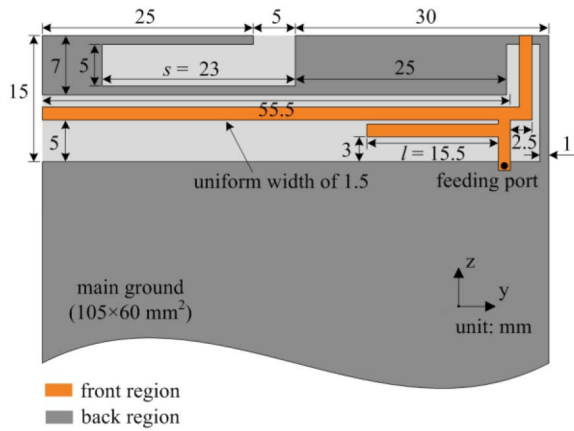 25
5
30
15
7
5
s = 23
25
55.5
5
3
l = 15.5
2.5
1
uniform width of 1.5
feeding port
main ground
(105×60 mm²)
z
y
unit: mm
front region
back region